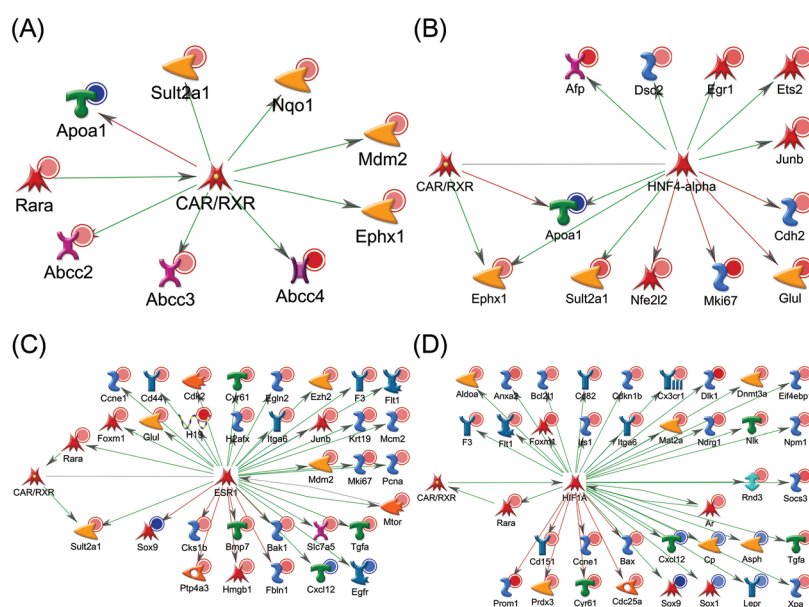 (A)
Sult2a1
Nqo1
Apoa1
Mdm2
Rara
CAR/RXR
Ephx1
Abcc2
Abcc3
Abcc4
(B)
Afp
Dsc2
Egr1
Ets2
Junb
CAR/RXR
HNF4-alpha
Apoa1
Cdh2
Ephx1
Sult2a1
Nfe2l2
Mki67
Glul
(C)
Ccne1
Cd44
Cdk2
Cyr61
Egln2
Ezh2
F3
Flt1
Foxm1
Glul
H19
H2afx
Itga6
Junb
Krt19
Mcm2
Rara
Mdm2
Mki67
Pcna
CAR/RXR
ESR1
Mtor
Sult2a1
Sox9
Cks1b
Bmp7
Bak1
Slc7a5
Tgfa
Ptp4a3
Hmgb1
Fbln1
Cxcl12
Egfr
(D)
Aldoa
Anxa2
Bcl2l1
Cd82
Cdkn1b
Cx3cr1
Dlk1
Dnmt3a
Eif4ebp
F3
Flt1
Foxm1
Itga6
Mat2a
Ndrg1
Nlk
Npm1
CAR/RXR
HIF1A
Rnd3
Socs3
Rara
Ar
Cd151
Ccne1
Bax
Cxcl12
Cp
Asph
Tgfa
Prom1
Prdx3
Cyr61
Cdc25a
Sox9
Sox1
Lepr
Xpa